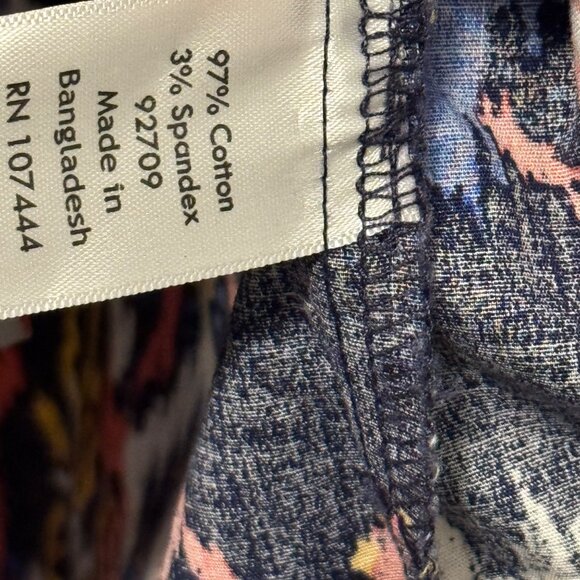 97% Cotton
3% Spandex
92709
Made in
Bangladesh
RN 107444